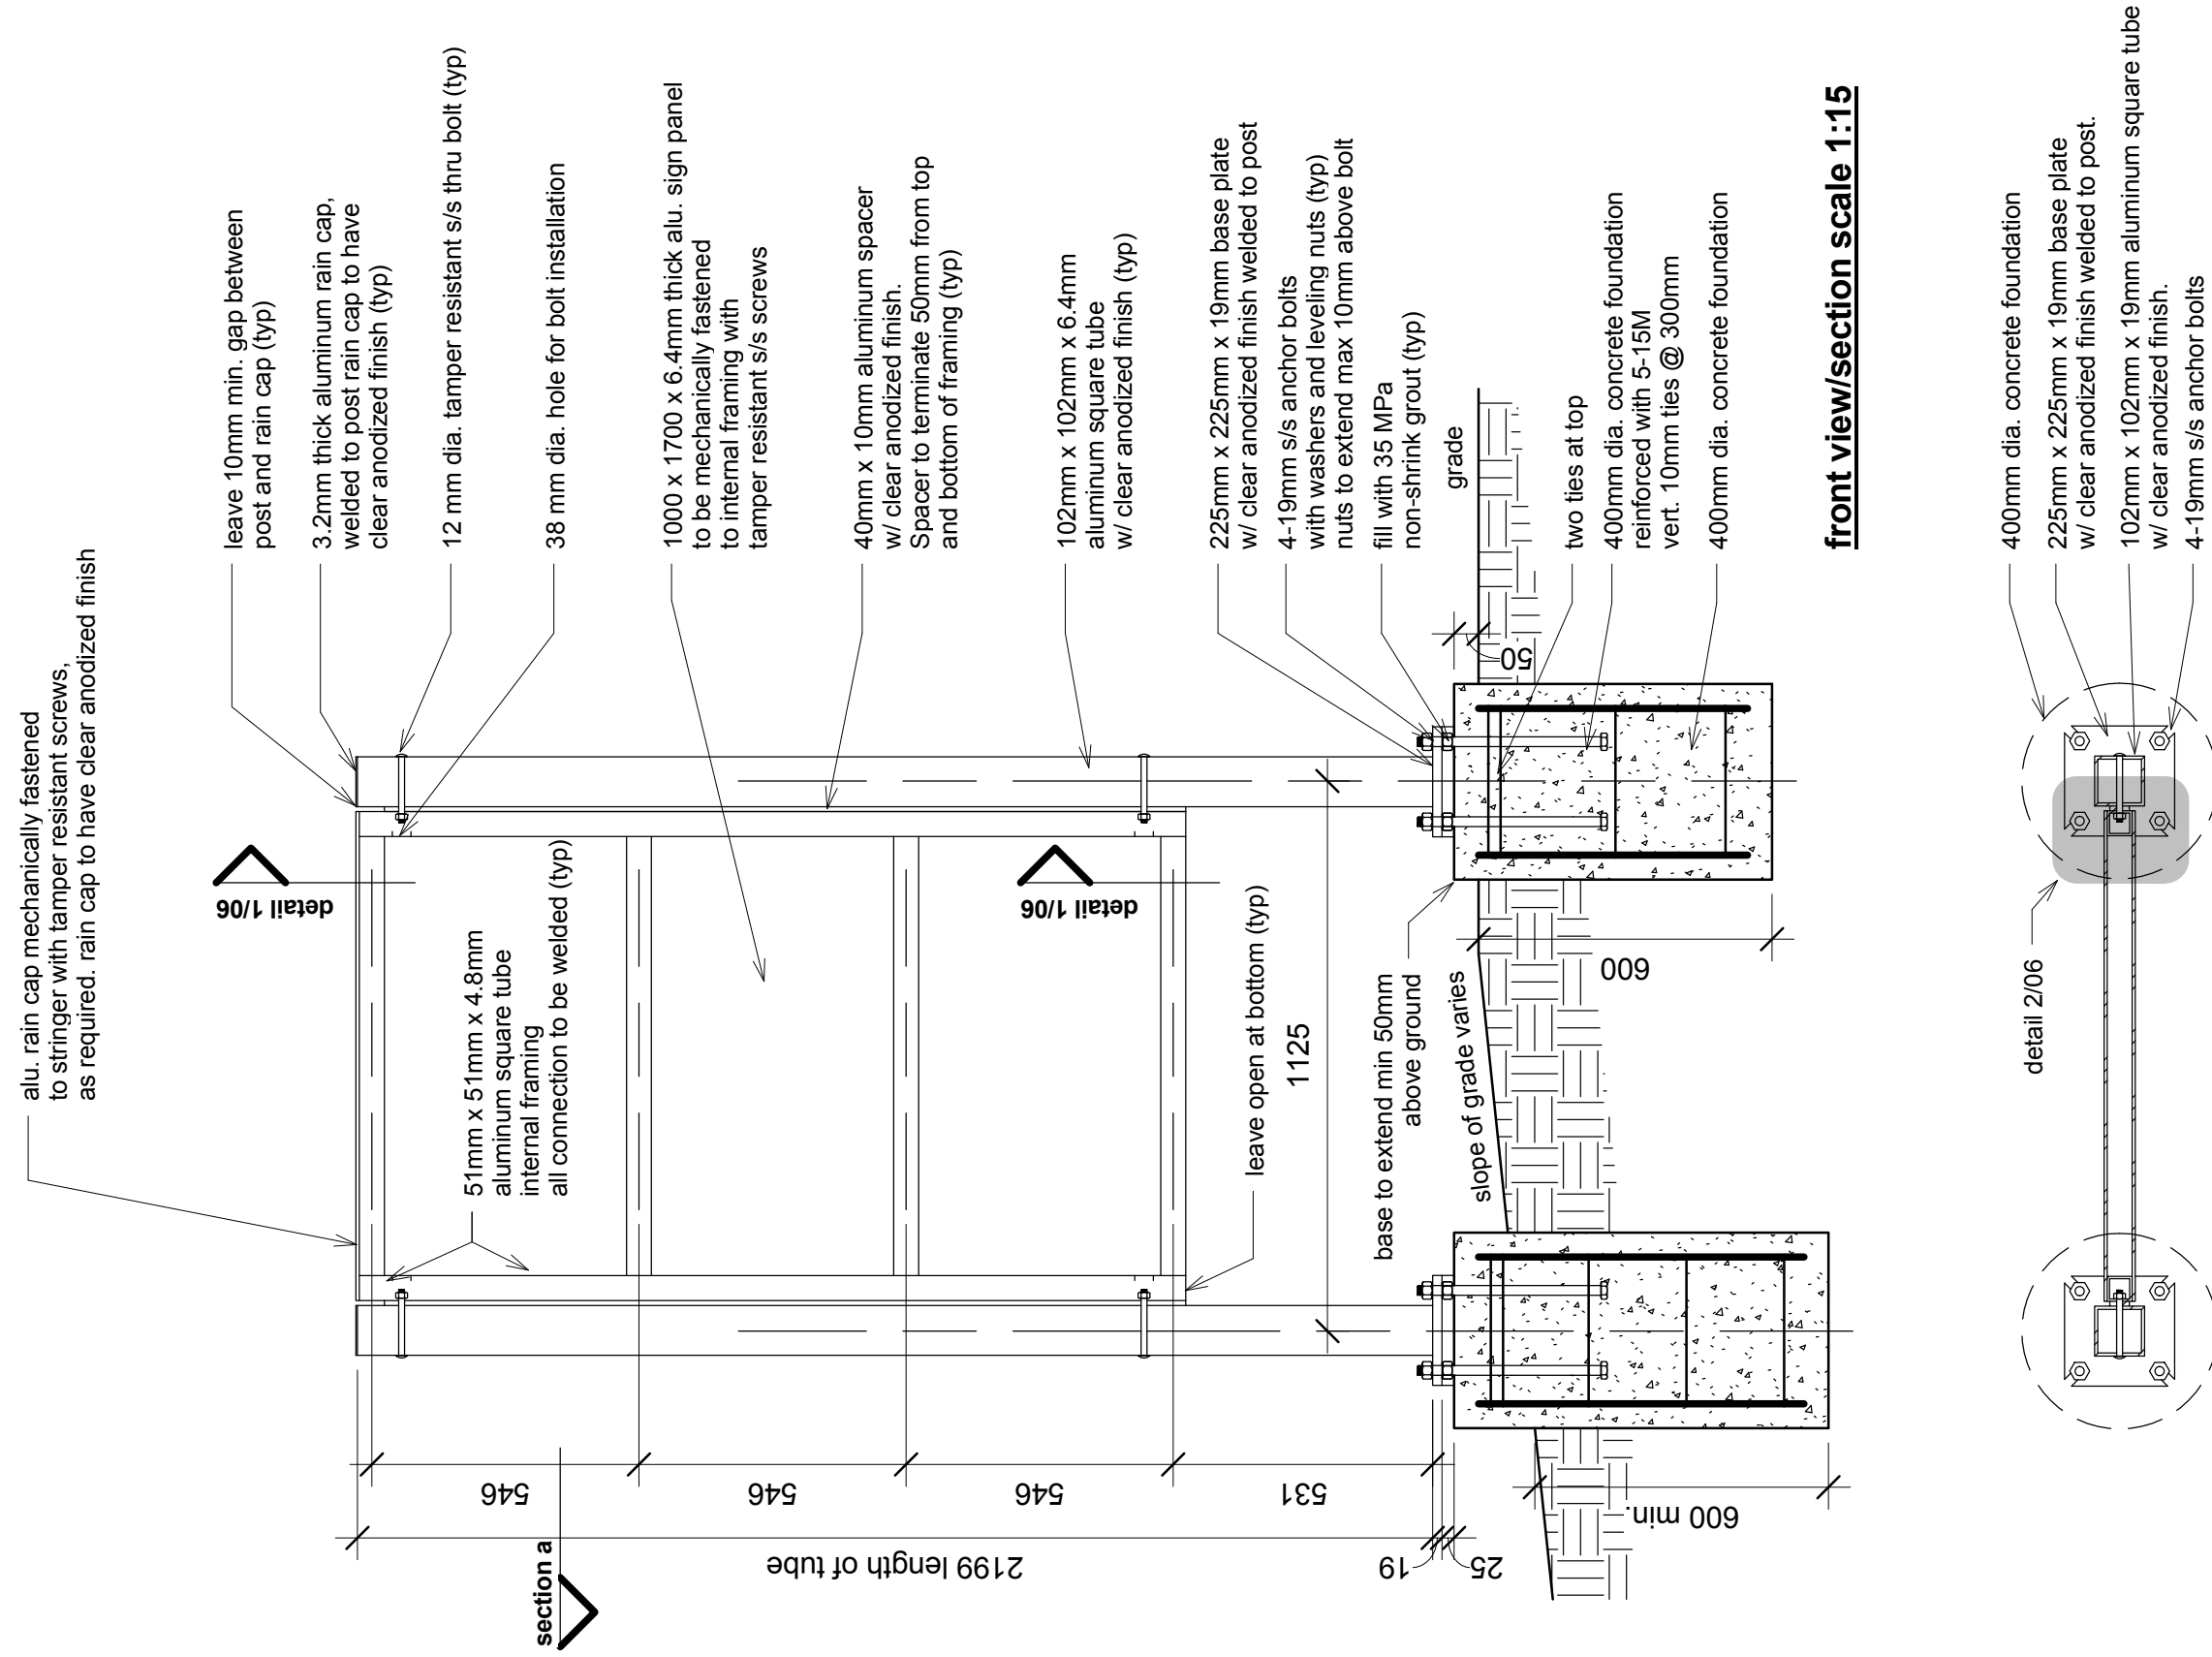 alu. rain cap mechanically fastened
to stringer with tamper resistant screws,
as required. rain cap to have clear anodized finish
leave 10mm min. gap between
post and rain cap (typ)
3.2mm thick aluminum rain cap,
welded to post rain cap to have
clear anodized finish (typ)
12 mm dia. tamper resistant s/s thru bolt (typ)
38 mm dia. hole for bolt installation
1000 x 1700 x 6.4mm thick alu. sign panel
to be mechanically fastened
to internal framing with
tamper resistant s/s screws
40mm x 10mm aluminum spacer
w/ clear anodized finish.
Spacer to terminate 50mm from top
and bottom of framing (typ)
102mm x 102mm x 6.4mm
aluminum square tube
w/ clear anodized finish (typ)
225mm x 225mm x 19mm base plate
w/ clear anodized finish welded to post
4-19mm s/s anchor bolts
with washers and leveling nuts (typ)
nuts to extend max 10mm above bolt
fill with 35 MPa
non-shrink grout (typ)
grade
50
two ties at top
400mm dia. concrete foundation
reinforced with 5-15M
vert. 10mm ties @ 300mm
400mm dia. concrete foundation
detail 1/06
detail 1/06
51mm x 51mm x 4.8mm
aluminum square tube
internal framing
all connection to be welded (typ)
leave open at bottom (typ)
1125
base to extend min 50mm
above ground
slope of grade varies
600
section a
546
546
546
531
2199 length of tube
19
25
600 min.
front view/section scale 1:15
400mm dia. concrete foundation
225mm x 225mm x 19mm base plate
w/ clear anodized finish welded to post.
102mm x 102mm x 19mm aluminum square tube
w/ clear anodized finish.
4-19mm s/s anchor bolts
detail 2/06